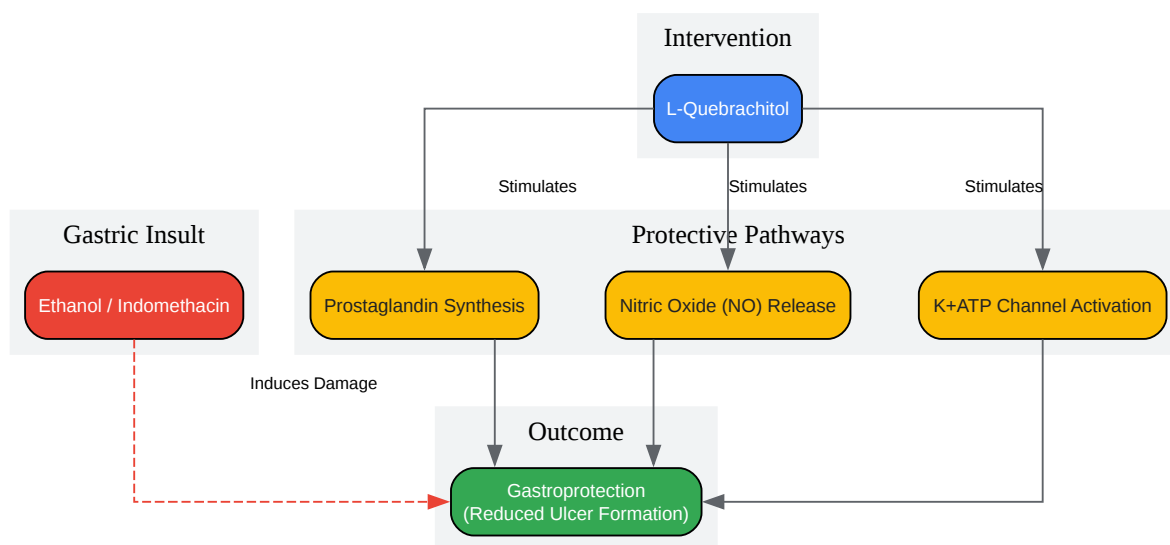 Intervention
L-Quebrachitol
Stimulates
Stimulates
Stimulates
Gastric Insult
Protective Pathways
Ethanol / Indomethacin
Prostaglandin Synthesis
Nitric Oxide (NO) Release
K+ATP Channel Activation
Induces Damage
Outcome
Gastroprotection
(Reduced Ulcer Formation)